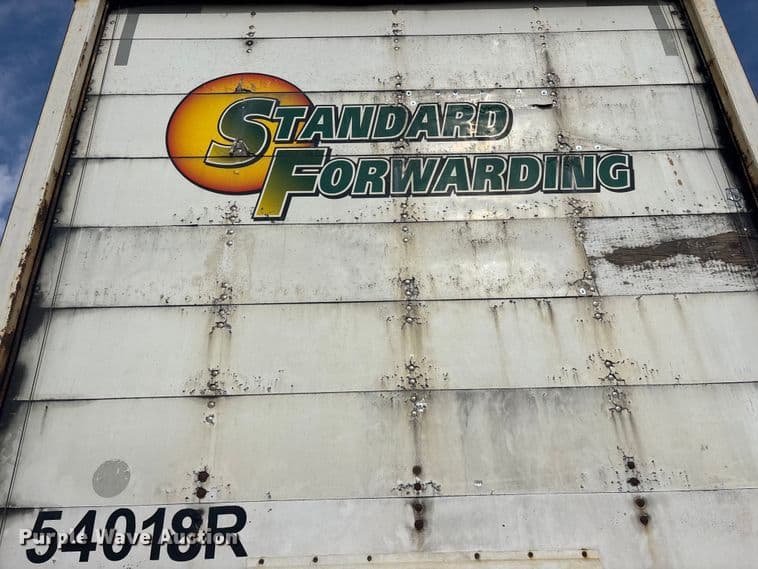 STANDARD
FORWARDING
54018R
Purple Wave Auction